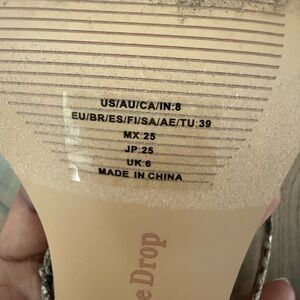 US/AU/CA/IN:8
EU/BR/ES/FI/SA/AE/TU:39
MX:25
JP:25
UK:6
MADE IN CHINA
e Drop